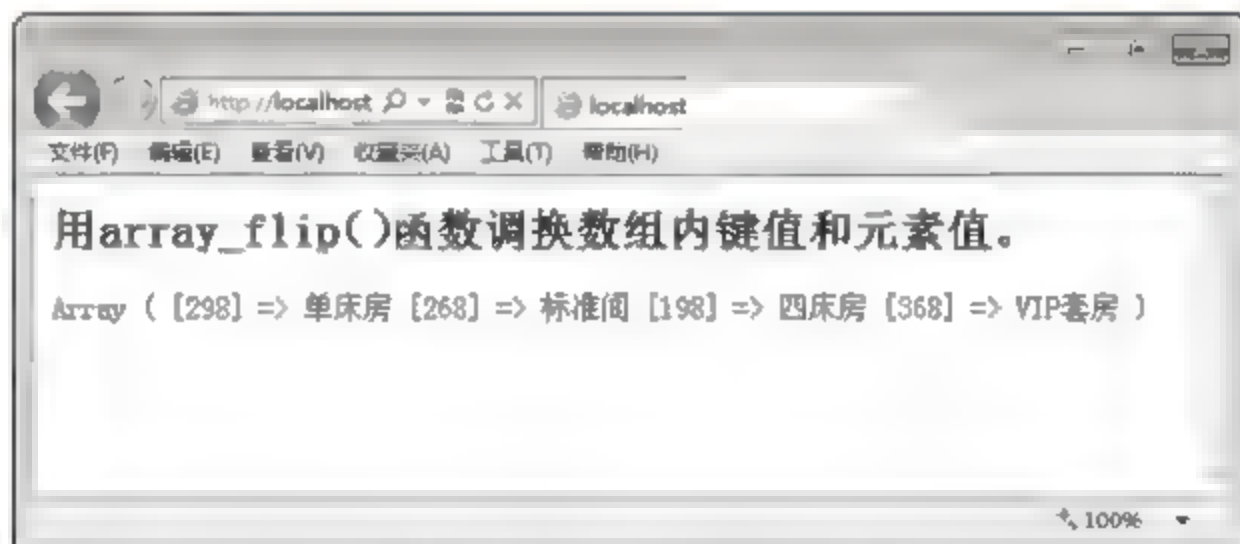 http://localhost
localhost
文件(F) 编辑(E) 查看(V) 收藏夹(A) 工具(T) 帮助(H)
用array_flip()函数调换数组内键值和元素值。
Array ( [298] => 单床房 [268] => 标准间 [198] => 四床房 [368] => VIP套房 )
100%